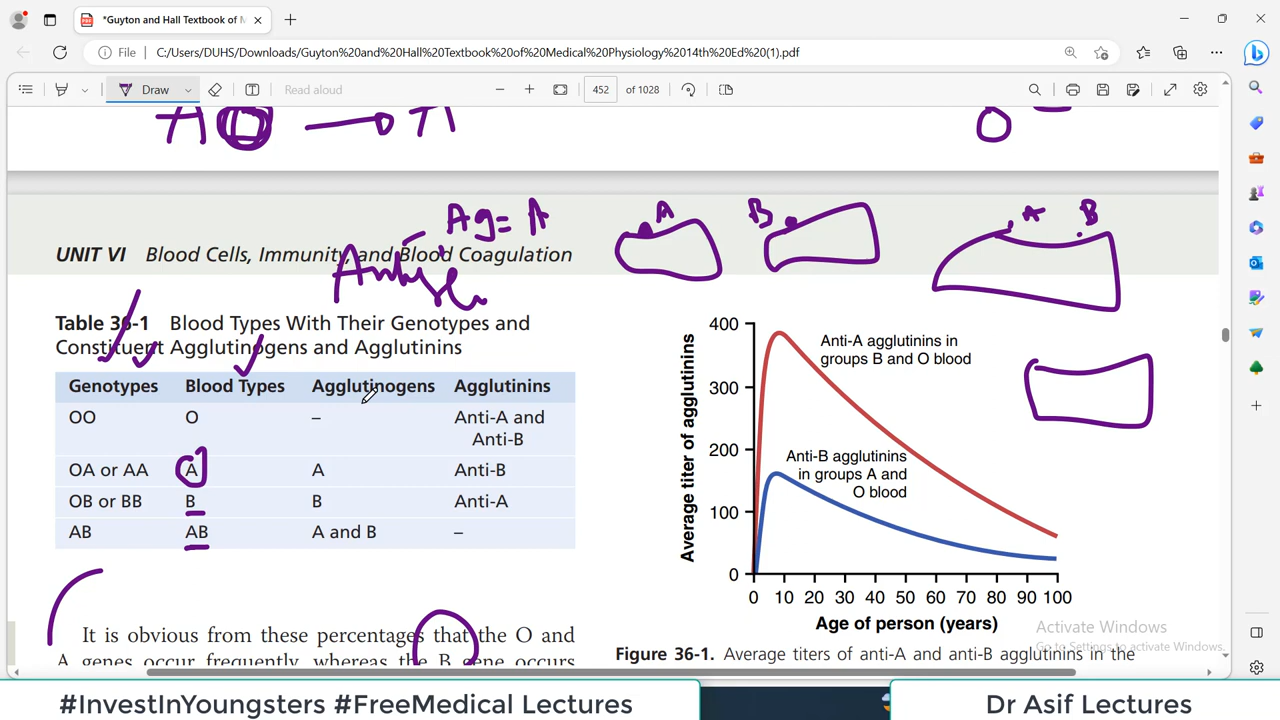 *Guyton and Hall Textbook of M
File
C:/Users/DUHS/Downloads/Guyton%20and%20Hall%20Textbook%20of%20Medical%20Physiology%2014th%20Ed%20(1).pdf
Draw
Read aloud
452 of 1028
A
O
A
O
Ag = A
A
B
A
B
UNIT VI Blood Cells, Immunity, and Blood Coagulation
Table 36-1 Blood Types With Their Genotypes and
Constituent Agglutinogens and Agglutinins
Genotypes Blood Types Agglutinogens Agglutinins
OO O – Anti-A and
Anti-B
OA or AA A A Anti-B
OB or BB B B Anti-A
AB AB A and B –
It is obvious from these percentages that the O and
A genes occur frequently, whereas the B gene occurs
Average titer of agglutinins
400
300
200
100
0
Anti-A agglutinins in
groups B and O blood
Anti-B agglutinins
in groups A and
O blood
0 10 20 30 40 50 60 70 80 90 100
Age of person (years)
Activate Windows
Go to Settings to activate Windows.
Figure 36-1. Average titers of anti-A and anti-B agglutinins in the
#InvestInYoungsters #FreeMedical Lectures
Dr Asif Lectures